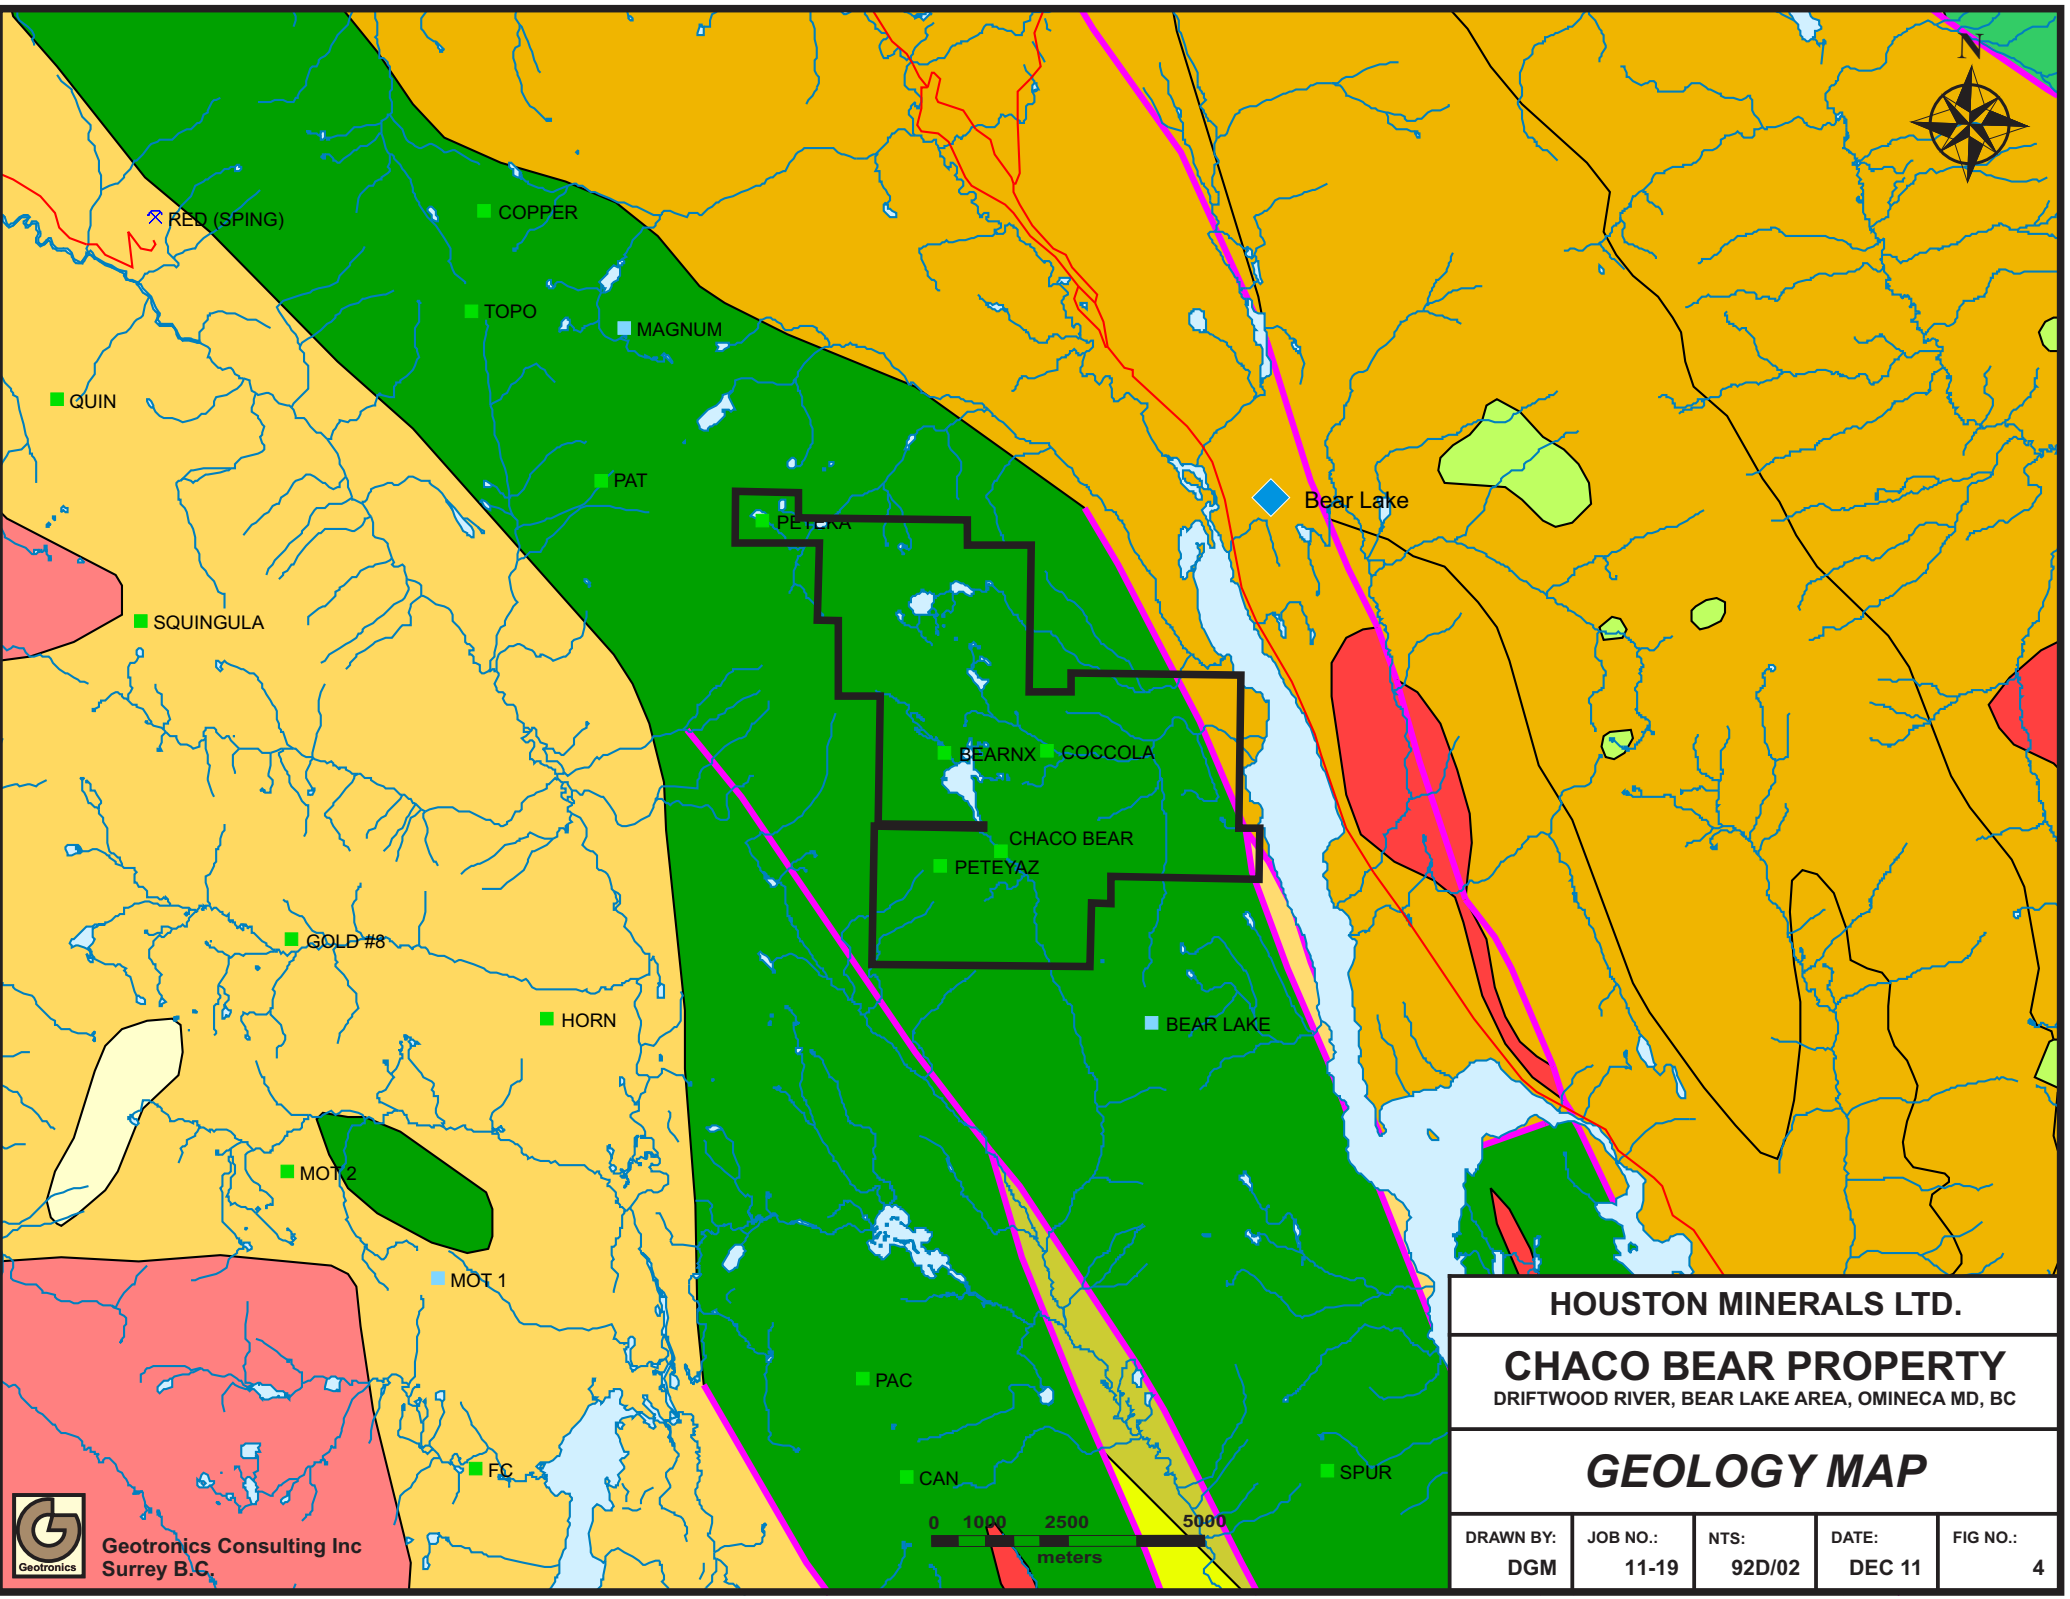 N
COPPER
RED (SPING)
TOPO
MAGNUM
QUIN
PAT
Bear Lake
PETEKA
SQUINGULA
BEARNX
COCCOLA
CHACO BEAR
PETEYAZ
GOLD #8
HORN
BEAR LAKE
MOT 2
MOT 1
PAC
FC
CAN
SPUR
0 1000 2500 5000
meters
Geotronics
Geotronics Consulting Inc
Surrey B.C.
HOUSTON MINERALS LTD.
CHACO BEAR PROPERTY
DRIFTWOOD RIVER, BEAR LAKE AREA, OMINECA MD, BC
GEOLOGY MAP
DRAWN BY: JOB NO.: NTS: DATE: FIG NO.:
DGM 11-19 92D/02 DEC 11 4